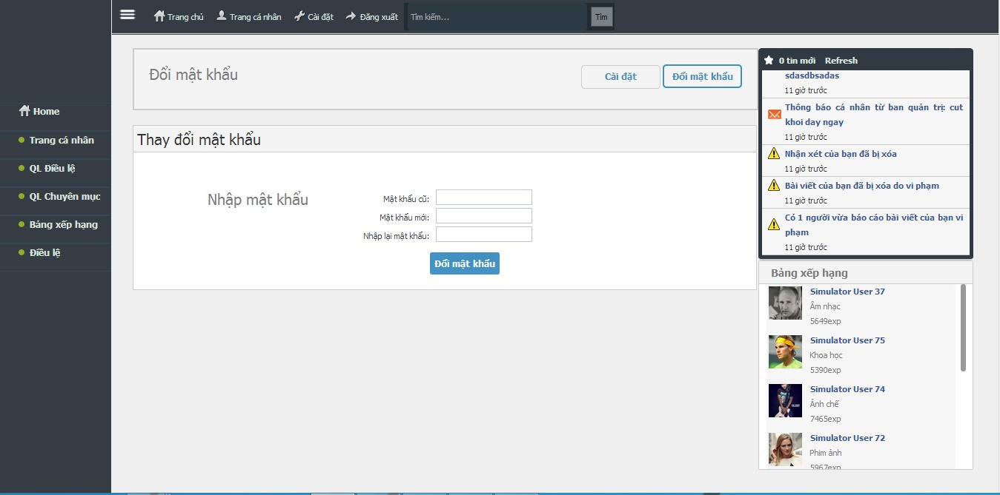 Trang chủ Trang cá nhân Cài đặt Đăng xuất Tìm kiếm... Tìm
Home
Trang cá nhân
QL Điều lệ
QL Chuyên mục
Bảng xếp hạng
Điều lệ
Đổi mật khẩu
Cài đặt Đổi mật khẩu
Thay đổi mật khẩu
Nhập mật khẩu
Mật khẩu cũ:
Mật khẩu mới:
Nhập lại mật khẩu:
Đổi mật khẩu
0 tin mới Refresh
sdasdbsadas
11 giờ trước
Thông báo cá nhân từ ban quản trị: cut
khoi day ngay
11 giờ trước
Nhận xét của bạn đã bị xóa
11 giờ trước
Bài viết của bạn đã bị xóa do vi phạm
11 giờ trước
Có 1 người vừa báo cáo bài viết của bạn vi
phạm
11 giờ trước
Bảng xếp hạng
Simulator User 37
Âm nhạc
5649exp
Simulator User 75
Khoa học
5390exp
Simulator User 74
Ảnh chế
7465exp
Simulator User 72
Phim ảnh
5967exp